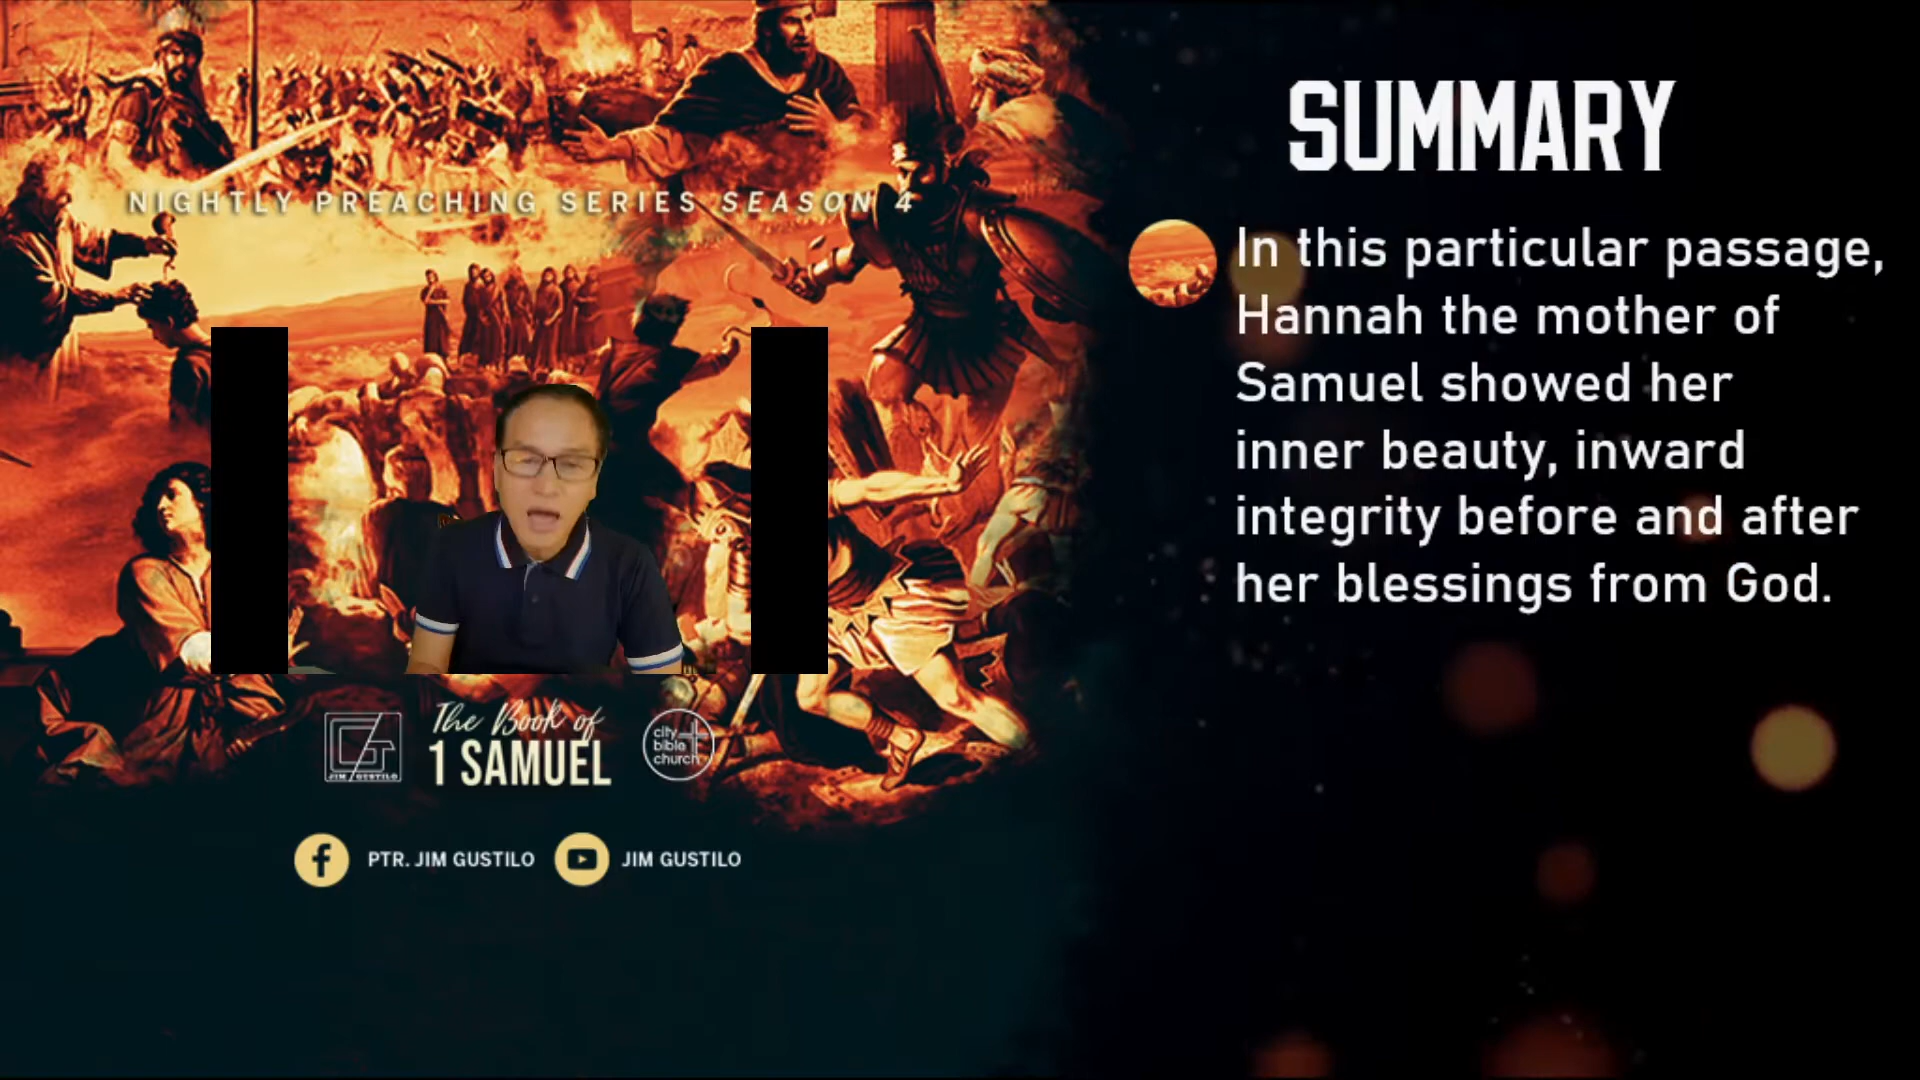 NIGHTLY PREACHING SERIES SEASON 4
SUMMARY
In this particular passage,
Hannah the mother of
Samuel showed her
inner beauty, inward
integrity before and after
her blessings from God.
JIM GUSTILO
The Book of
1 SAMUEL
city
bible
church
PTR. JIM GUSTILO
JIM GUSTILO